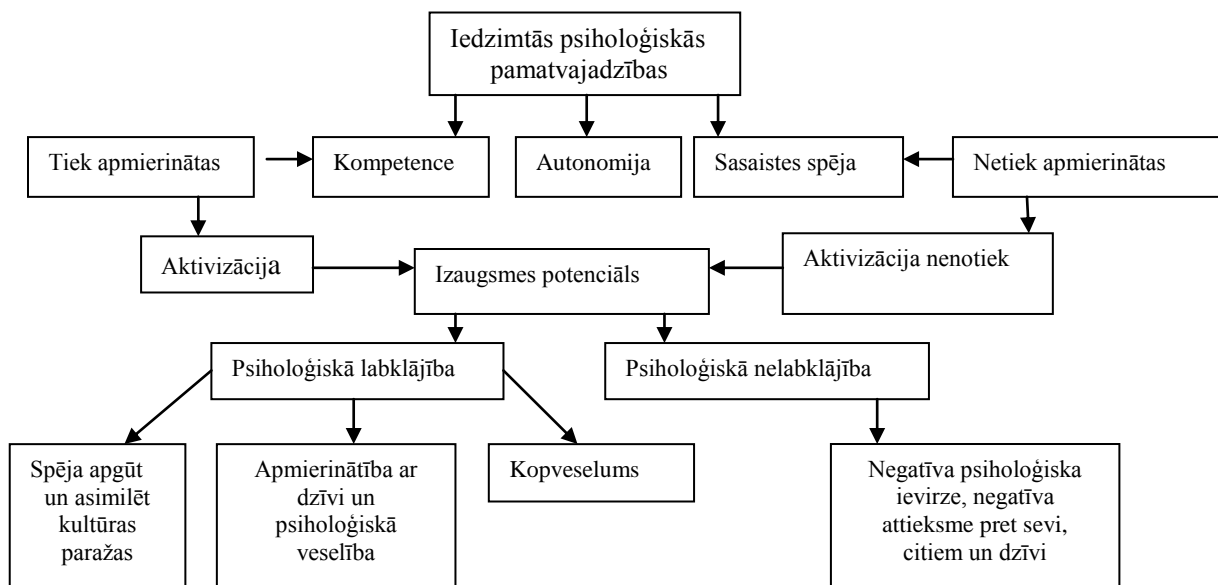 Iedzimtās psiholoģiskās
pamatvajadzības
Tiek apmierinātas
Kompetence
Autonomija
Sasaistes spēja
Netiek apmierinātas
Aktivizācija
Izaugsmes potenciāls
Aktivizācija nenotiek
Psiholoģiskā labklājība
Psiholoģiskā nelabklājība
Spēja apgūt
un asimilēt
kultūras
paražas
Apmierinātība ar
dzīvi un
psiholoģiskā
veselība
Kopveselums
Negatīva psiholoģiska
ievirze, negatīva
attieksme pret sevi,
citiem un dzīvi